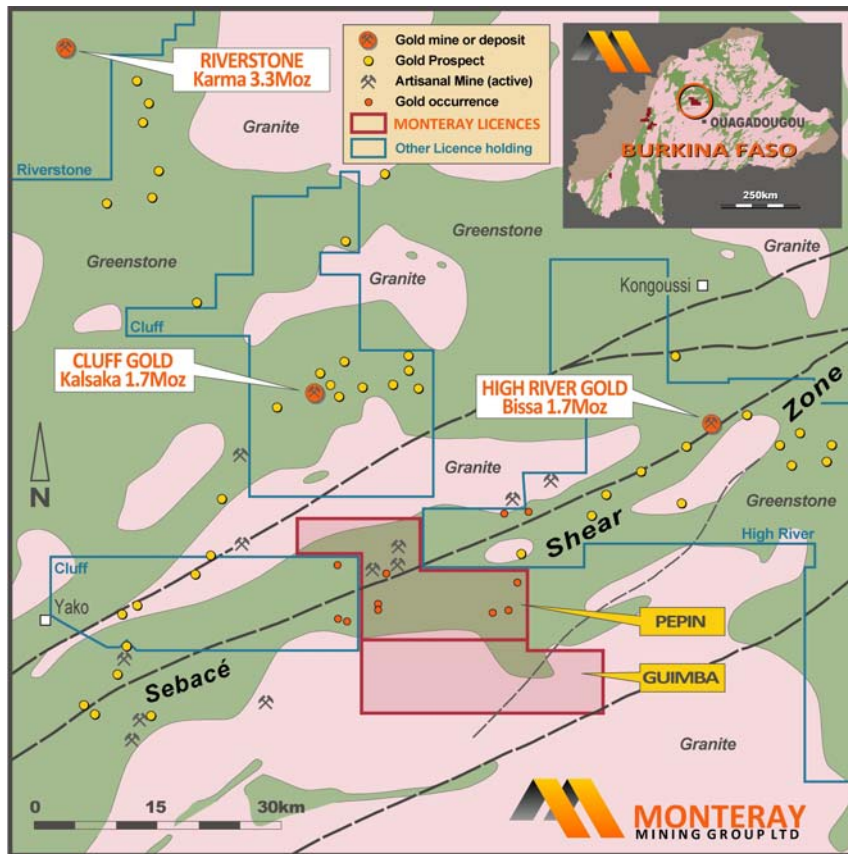 RIVERSTONE
Karma 3.3Moz
Gold mine or deposit
Gold Prospect
Artisanal Mine (active)
Gold occurrence
MONTERAY LICENCES
Other Licence holding
OUAGADOUGOU
BURKINA FASO
250km
Granite
Riverstone
Greenstone
Greenstone
Granite
Granite
Kongoussi
Cluff
CLUFF GOLD
Kalsaka 1.7Moz
HIGH RIVER GOLD
Bissa 1.7Moz
Zone
N
Granite
Greenstone
Shear
High River
Cluff
Yako
PEPIN
GUIMBA
Sebacé
Granite
0 15 30km
MONTERAY
MINING GROUP LTD